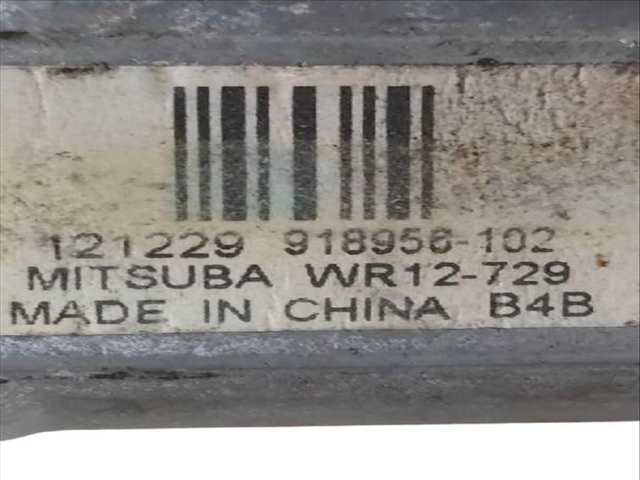 121229 918956-102
MITSUBA WR12-729
MADE IN CHINA B4B